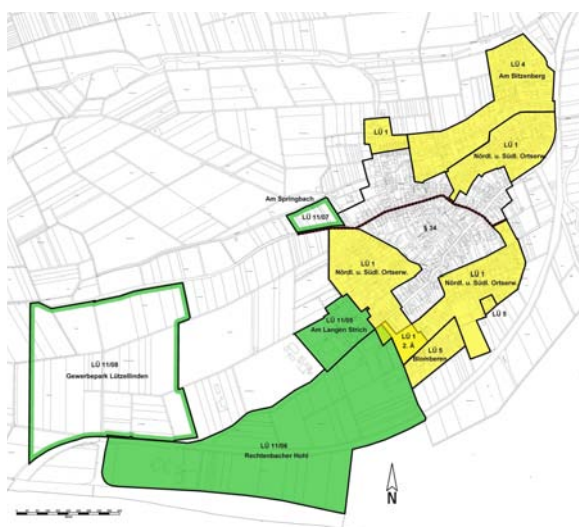 LÜ 4
Am Bitzenberg
LÜ 1
LÜ 1
Nördl. u. Südl. Ortserw.
Am Springbach
LÜ 11/07
§ 34
LÜ 1
Nördl. u. Südl. Ortserw.
LÜ 1
Nördl. u. Südl. Ortserw.
LÜ 5
LÜ 11/05
Am Langen Strich
LÜ 1
2. Ä
LÜ 5
Blomberen
LÜ 11/08
Gewerbepark Lützellinden
LÜ 11/06
Rechtenbacher Hohl
N